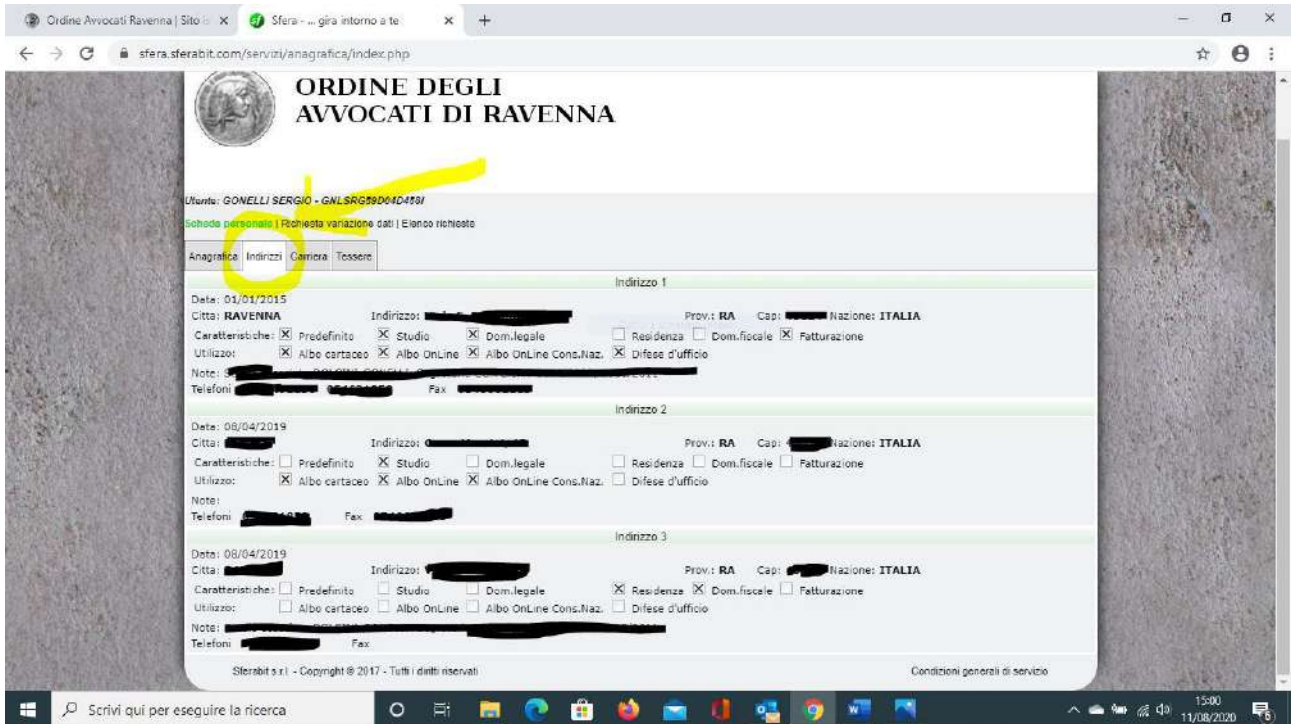 Ordine Avvocati Ravenna | Sito
Sfera - ... gira intorno a te
sfera.sferabit.com/servizi/anagrafica/index.php
ORDINE DEGLI
AVVOCATI DI RAVENNA
Utente: GONELLI SERGIO -
Scheda personale | Richiesta variazione dati | Elenco richieste
Anagrafica Indirizzi Carriera Tessere
Indirizzo 1
Data: 01/01/2015
Citta: RAVENNA Indirizzo: Prov.: RA Cap: Nazione: ITALIA
Caratteristiche: Predefinito Studio Dom.legale Residenza Dom.fiscale Fatturazione
Utilizzo: Albo cartaceo Albo OnLine Albo OnLine Cons.Naz. Difese d'ufficio
Note:
Telefoni Fax
Indirizzo 2
Data: 08/04/2019
Citta: Indirizzo: Prov.: RA Cap: Nazione: ITALIA
Caratteristiche: Predefinito Studio Dom.legale Residenza Dom.fiscale Fatturazione
Utilizzo: Albo cartaceo Albo OnLine Albo OnLine Cons.Naz. Difese d'ufficio
Note:
Telefoni Fax
Indirizzo 3
Data: 08/04/2019
Citta: Indirizzo: Prov.: RA Cap: Nazione: ITALIA
Caratteristiche: Predefinito Studio Dom.legale Residenza Dom.fiscale Fatturazione
Utilizzo: Albo cartaceo Albo OnLine Albo OnLine Cons.Naz. Difese d'ufficio
Note:
Telefoni Fax
Sferabit s.r.l. - Copyright © 2017 - Tutti i diritti riservati Condizioni generali di servizio
Scrivi qui per eseguire la ricerca
15:00
11/08/2020